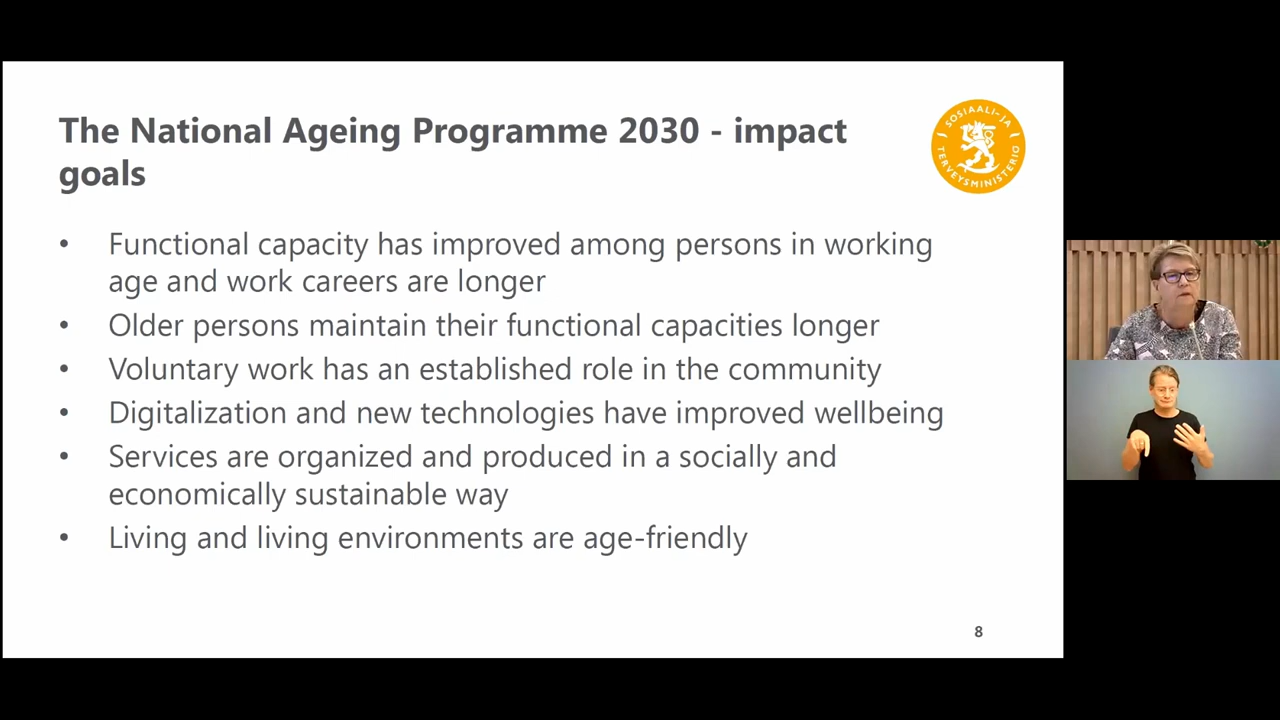 The National Ageing Programme 2030 - impact
goals
SOSIAALI- JA
TERVEYSMINISTERIÖ
• Functional capacity has improved among persons in working
age and work careers are longer
• Older persons maintain their functional capacities longer
• Voluntary work has an established role in the community
• Digitalization and new technologies have improved wellbeing
• Services are organized and produced in a socially and
economically sustainable way
• Living and living environments are age-friendly
8